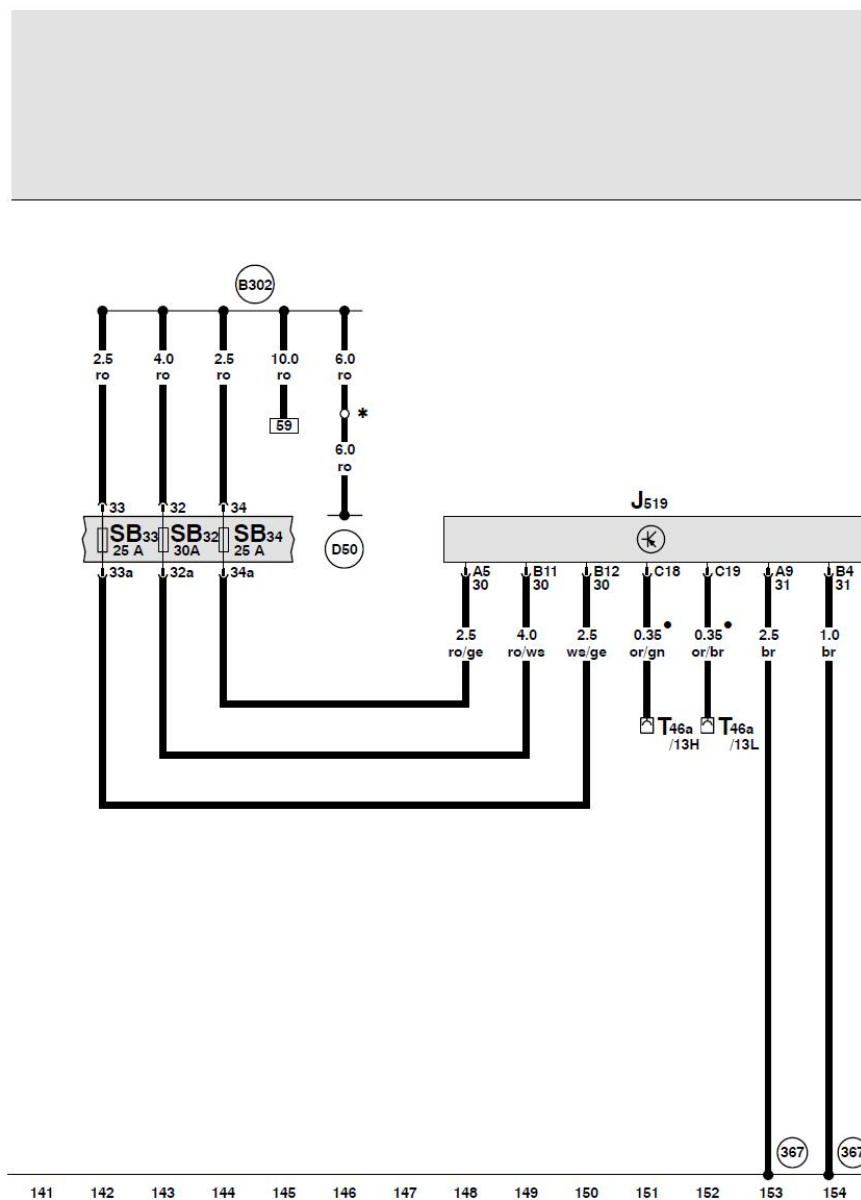 B302
2.5 4.0 2.5 10.0 6.0
ro ro ro ro ro
*
59
6.0
ro
33 32 34
SB33 SB32 SB34
25 A 30A 25 A
D50
J519
33a 32a 34a
A5 B11 B12 C18 C19 A9 B4
30 30 30 31 31
2.5 4.0 2.5 0.35 • 0.35 • 2.5 1.0
ro/ge ro/ws ws/ge or/gn or/br br br
T46a T46a
/13H /13L
367 367
141 142 143 144 145 146 147 148 149 150 151 152 153 154